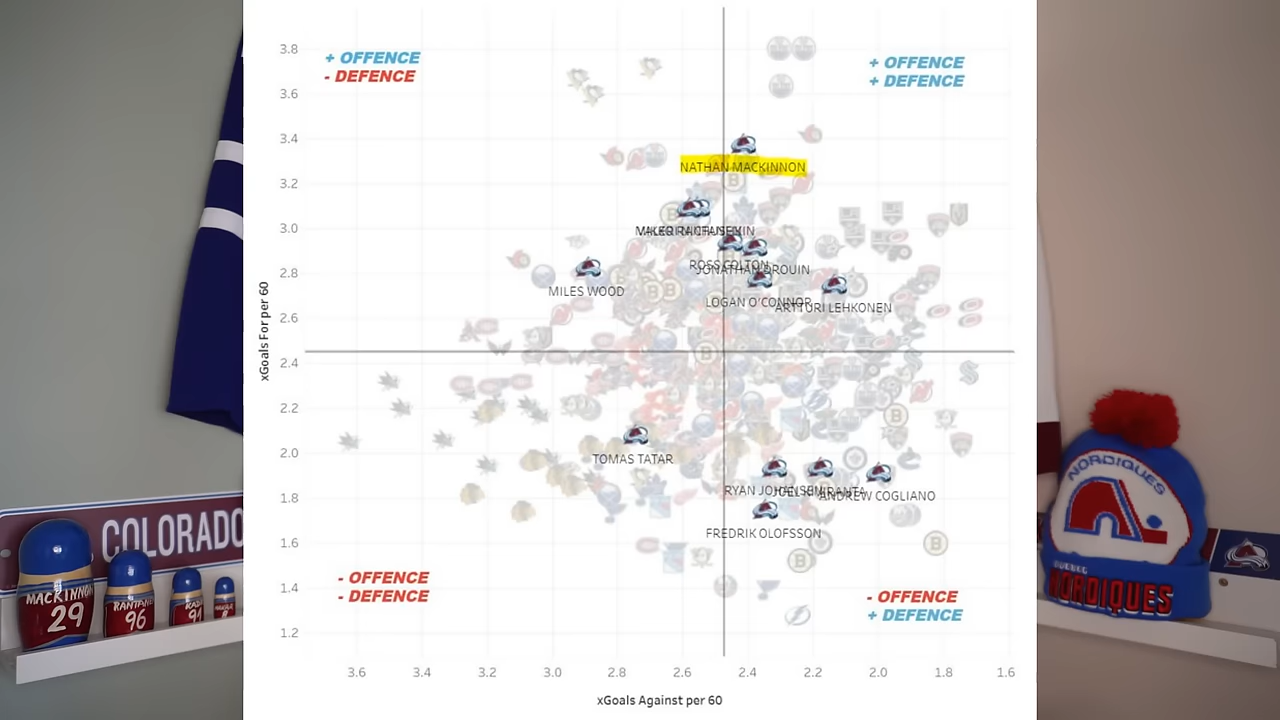 + OFFENCE
- DEFENCE
+ OFFENCE
+ DEFENCE
3.8
3.6
3.4
3.2
3.0
2.8
2.6
2.4
2.2
2.0
1.8
1.6
1.4
1.2
xGoals For per 60
NATHAN MACKINNON
ROSS COLTON
JONATHAN DROUIN
MILES WOOD
LOGAN O'CONNOR
ARTTURI LEHKONEN
TOMAS TATAR
RYAN JOHANSEN
ANDREW COGLIANO
FREDRIK OLOFSSON
- OFFENCE
- DEFENCE
- OFFENCE
+ DEFENCE
3.6
3.4
3.2
3.0
2.8
2.6
2.4
2.2
2.0
1.8
1.6
xGoals Against per 60
COLORADO
MACKINNON
29
96
NORDIQUES
NORDIQUES